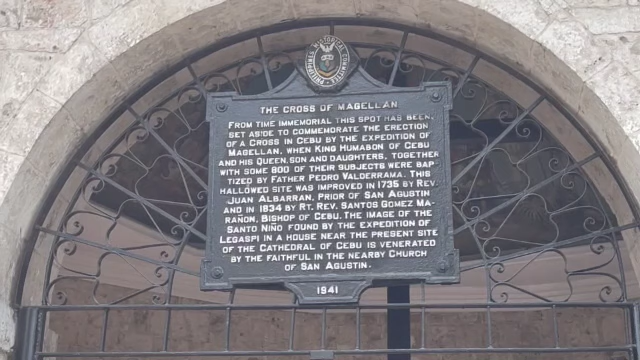 PHILIPPINES HISTORICAL COMMITTEE
THE CROSS OF MAGELLAN
FROM TIME IMMEMORIAL THIS SPOT HAS BEEN
SET ASIDE TO COMMEMORATE THE ERECTION
OF A CROSS IN CEBU BY THE EXPEDITION OF
MAGELLAN, WHEN KING HUMABON OF CEBU
AND HIS QUEEN, SON AND DAUGHTERS, TOGETHER
WITH SOME 800 OF THEIR SUBJECTS WERE BAP-
TIZED BY FATHER PEDRO VALDERRAMA. THIS
HALLOWED SITE WAS IMPROVED IN 1735 BY REV.
JUAN ALBARRAN, PRIOR OF SAN AGUSTIN
AND IN 1834 BY RT. REV. SANTOS GOMEZ MA-
RAÑON, BISHOP OF CEBU. THE IMAGE OF THE
SANTO NIÑO FOUND BY THE EXPEDITION OF
LEGASPI IN A HOUSE NEAR THE PRESENT SITE
OF THE CATHEDRAL OF CEBU IS VENERATED
BY THE FAITHFUL IN THE NEARBY CHURCH
OF SAN AGUSTIN.
1941